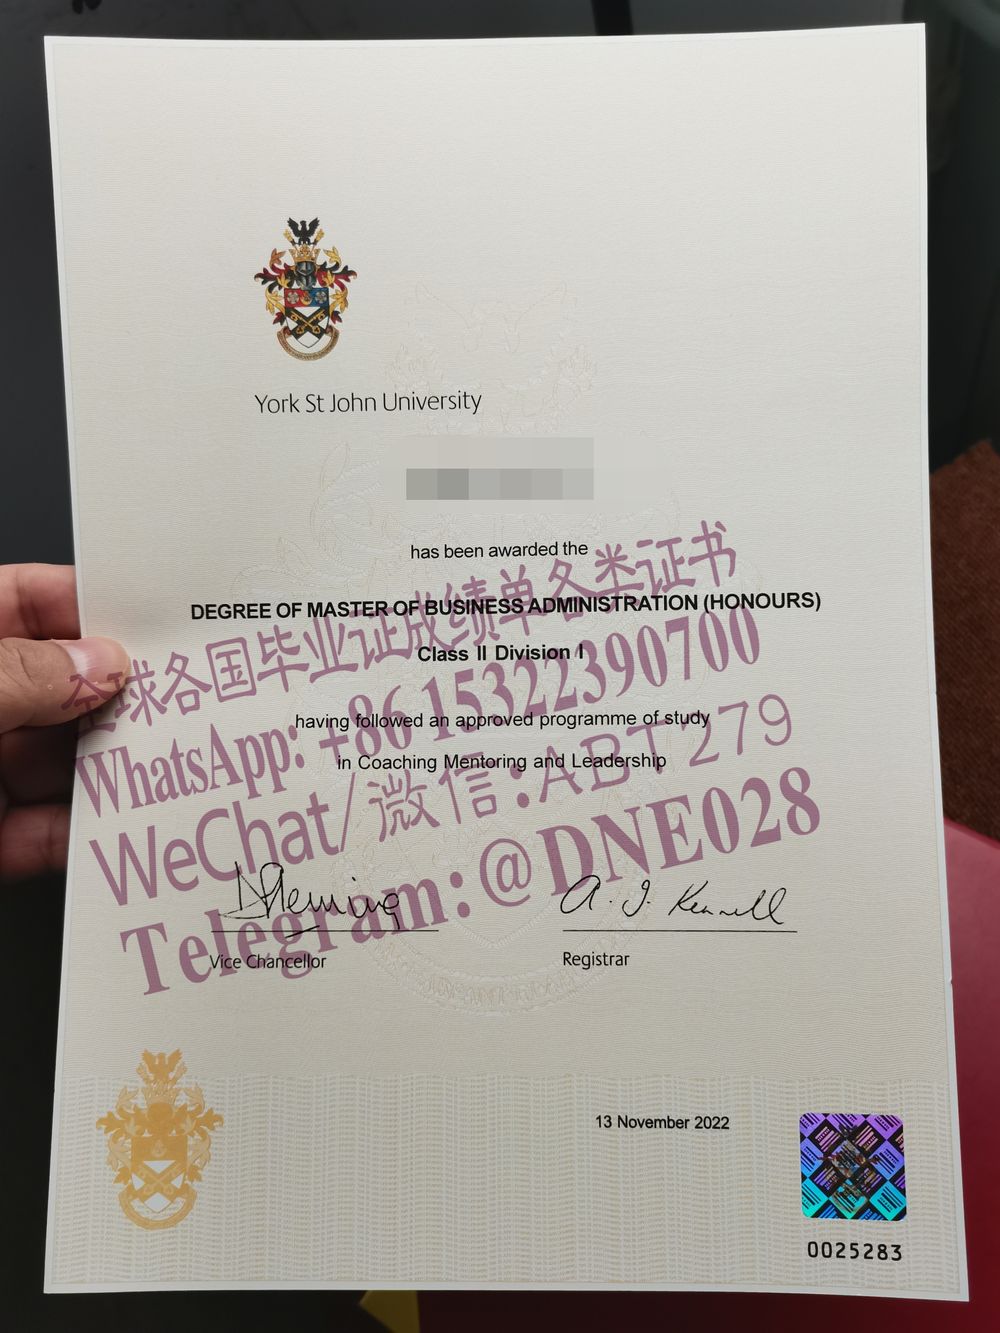 York St John University
has been awarded the
DEGREE OF MASTER OF BUSINESS ADMINISTRATION (HONOURS)
Class II Division I
having followed an approved programme of study
in Coaching Mentoring and Leadership
全球各国毕业证成绩单各类证书
WhatsApp: +86 15322390700
WeChat/微信:ABT279
Telegram:@DNE028
Vice Chancellor
Registrar
13 November 2022
0025283